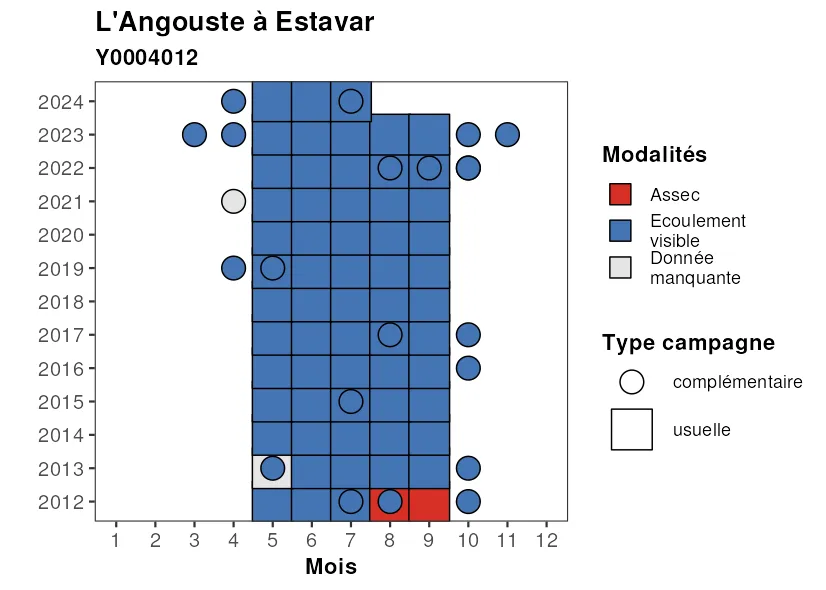 L'Angouste à Estavar
Y0004012
2024
2023
2022
2021
2020
2019
2018
2017
2016
2015
2014
2013
2012
1 2 3 4 5 6 7 8 9 10 11 12
Mois
Modalités
Assec
Ecoulement
visible
Donnée
manquante
Type campagne
complémentaire
usuelle